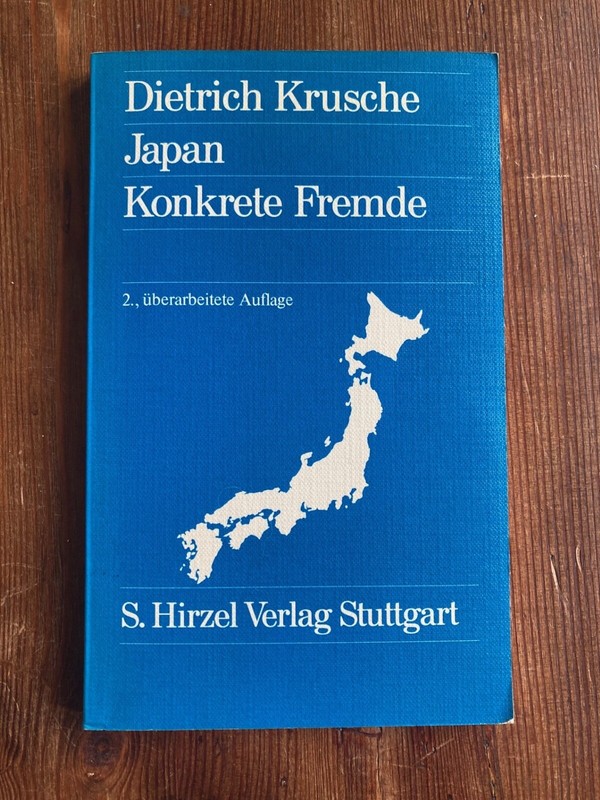 Dietrich Krusche
Japan
Konkrete Fremde
2., überarbeitete Auflage
S. Hirzel Verlag Stuttgart